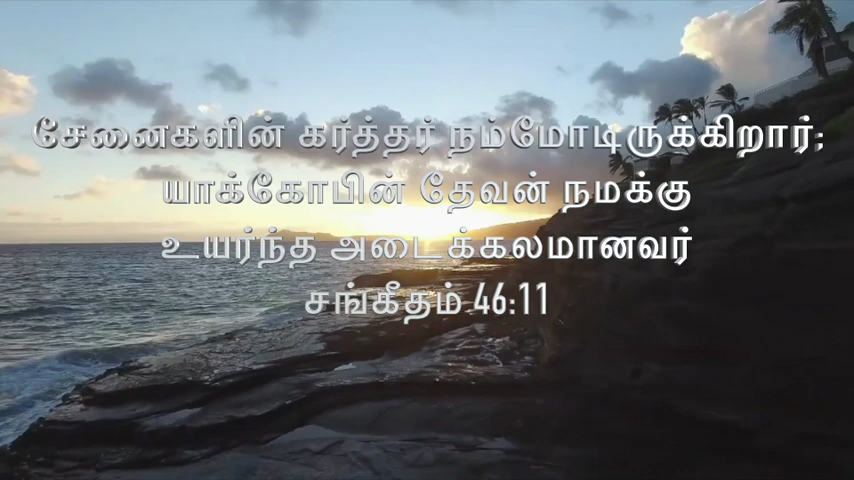 சேனைகளின் கர்த்தர் நம்மோடிருக்கிறார்;
யாக்கோபின் தேவன் நமக்கு
உயர்ந்த அடைக்கலமானவர்
சங்கீதம் 46:11